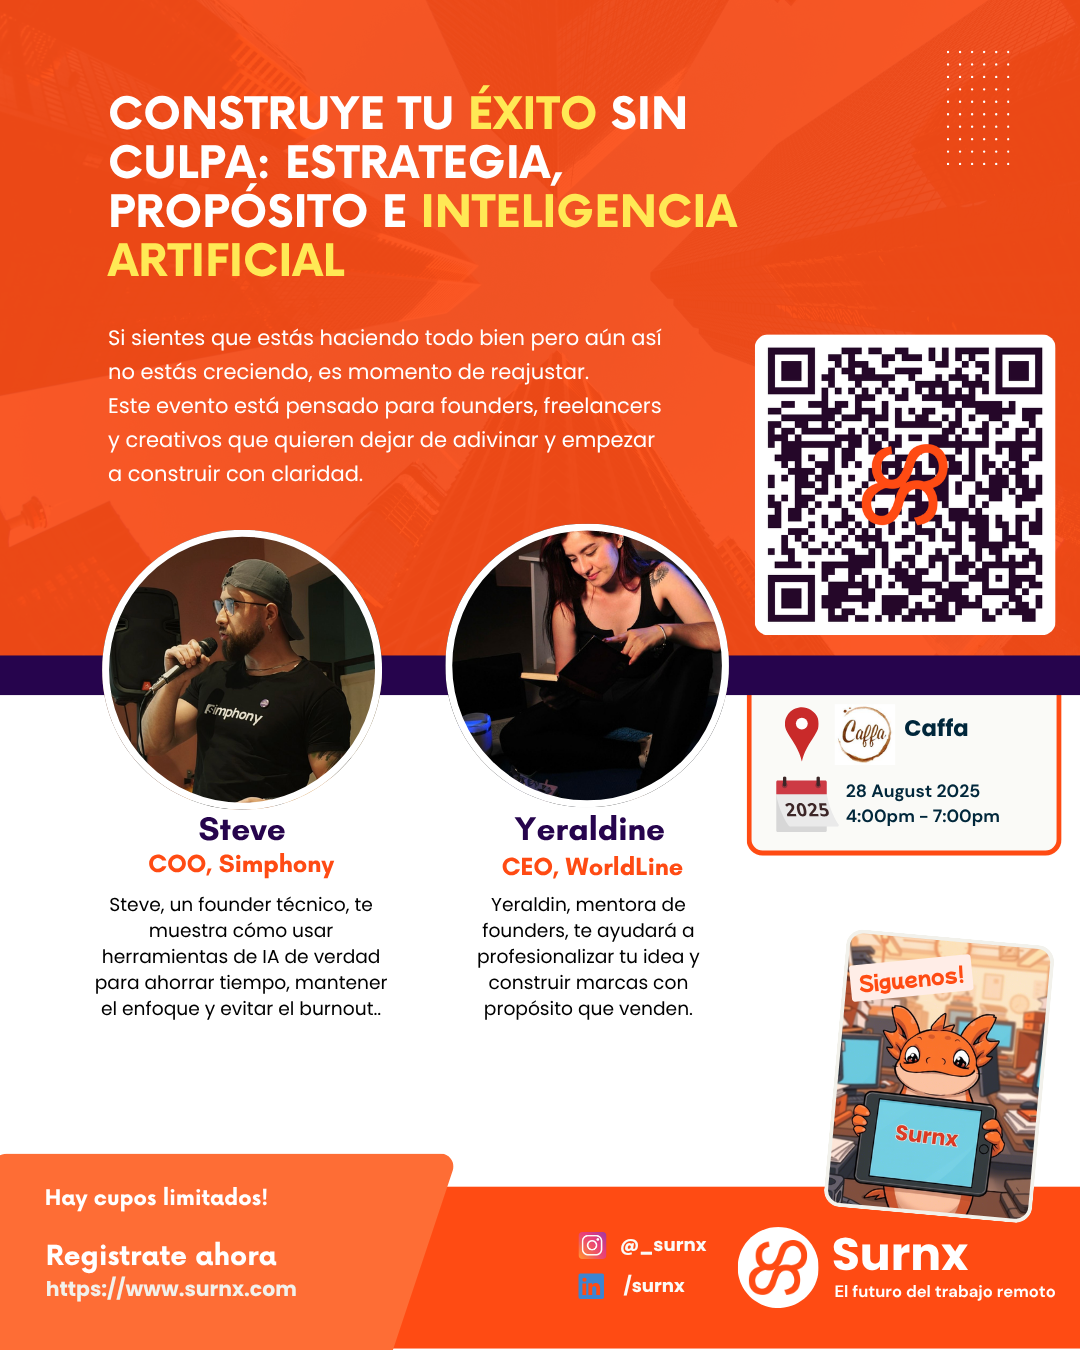 CONSTRUYE TU ÉXITO SIN
CULPA: ESTRATEGIA,
PROPÓSITO E INTELIGENCIA
ARTIFICIAL
Si sientes que estás haciendo todo bien pero aún así
no estás creciendo, es momento de reajustar.
Este evento está pensado para founders, freelancers
y creativos que quieren dejar de adivinar y empezar
a construir con claridad.
Simphony
Steve
COO, Simphony
Steve, un founder técnico, te
muestra cómo usar
herramientas de IA de verdad
para ahorrar tiempo, mantener
el enfoque y evitar el burnout..
Yeraldine
CEO, WorldLine
Yeraldin, mentora de
founders, te ayudará a
profesionalizar tu idea y
construir marcas con
propósito que venden.
Caffa
Caffa
2025
28 August 2025
4:00pm - 7:00pm
Siguenos!
Surnx
Hay cupos limitados!
Registrate ahora
https://www.surnx.com
@_surnx
/surnx
Surnx
El futuro del trabajo remoto